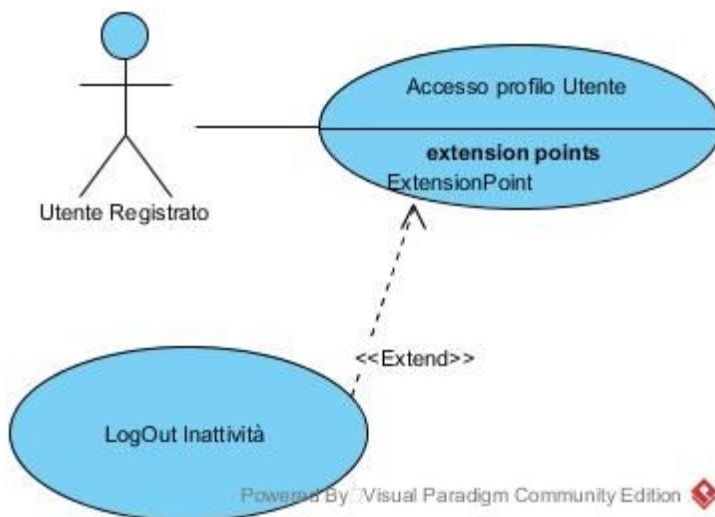 Accesso profilo Utente
extension points
ExtensionPoint
Utente Registrato
<<Extend>>
LogOut Inattività
Powered By Visual Paradigm Community Edition